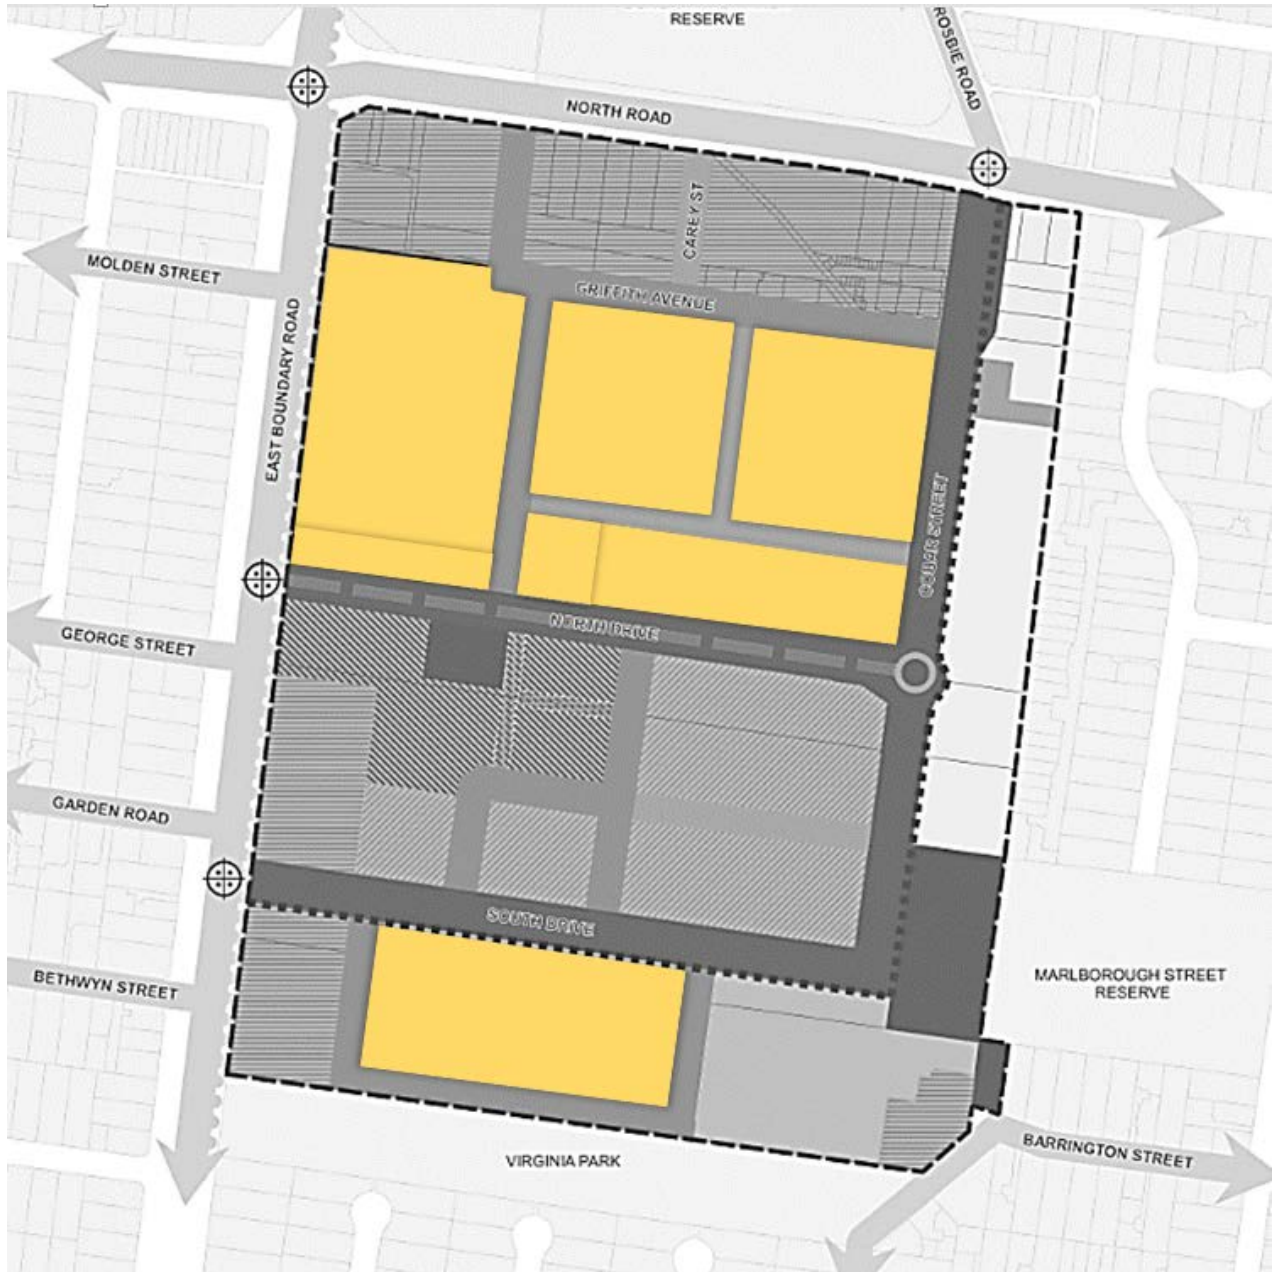 RESERVE
ROSBIE ROAD
NORTH ROAD
CAREY ST
MOLDEN STREET
GRIFFITH AVENUE
EAST BOUNDARY ROAD
COBAR STREET
NORTH DRIVE
GEORGE STREET
GARDEN ROAD
SOUTH DRIVE
BETHWYN STREET
MARLBOROUGH STREET
RESERVE
BARRINGTON STREET
VIRGINIA PARK